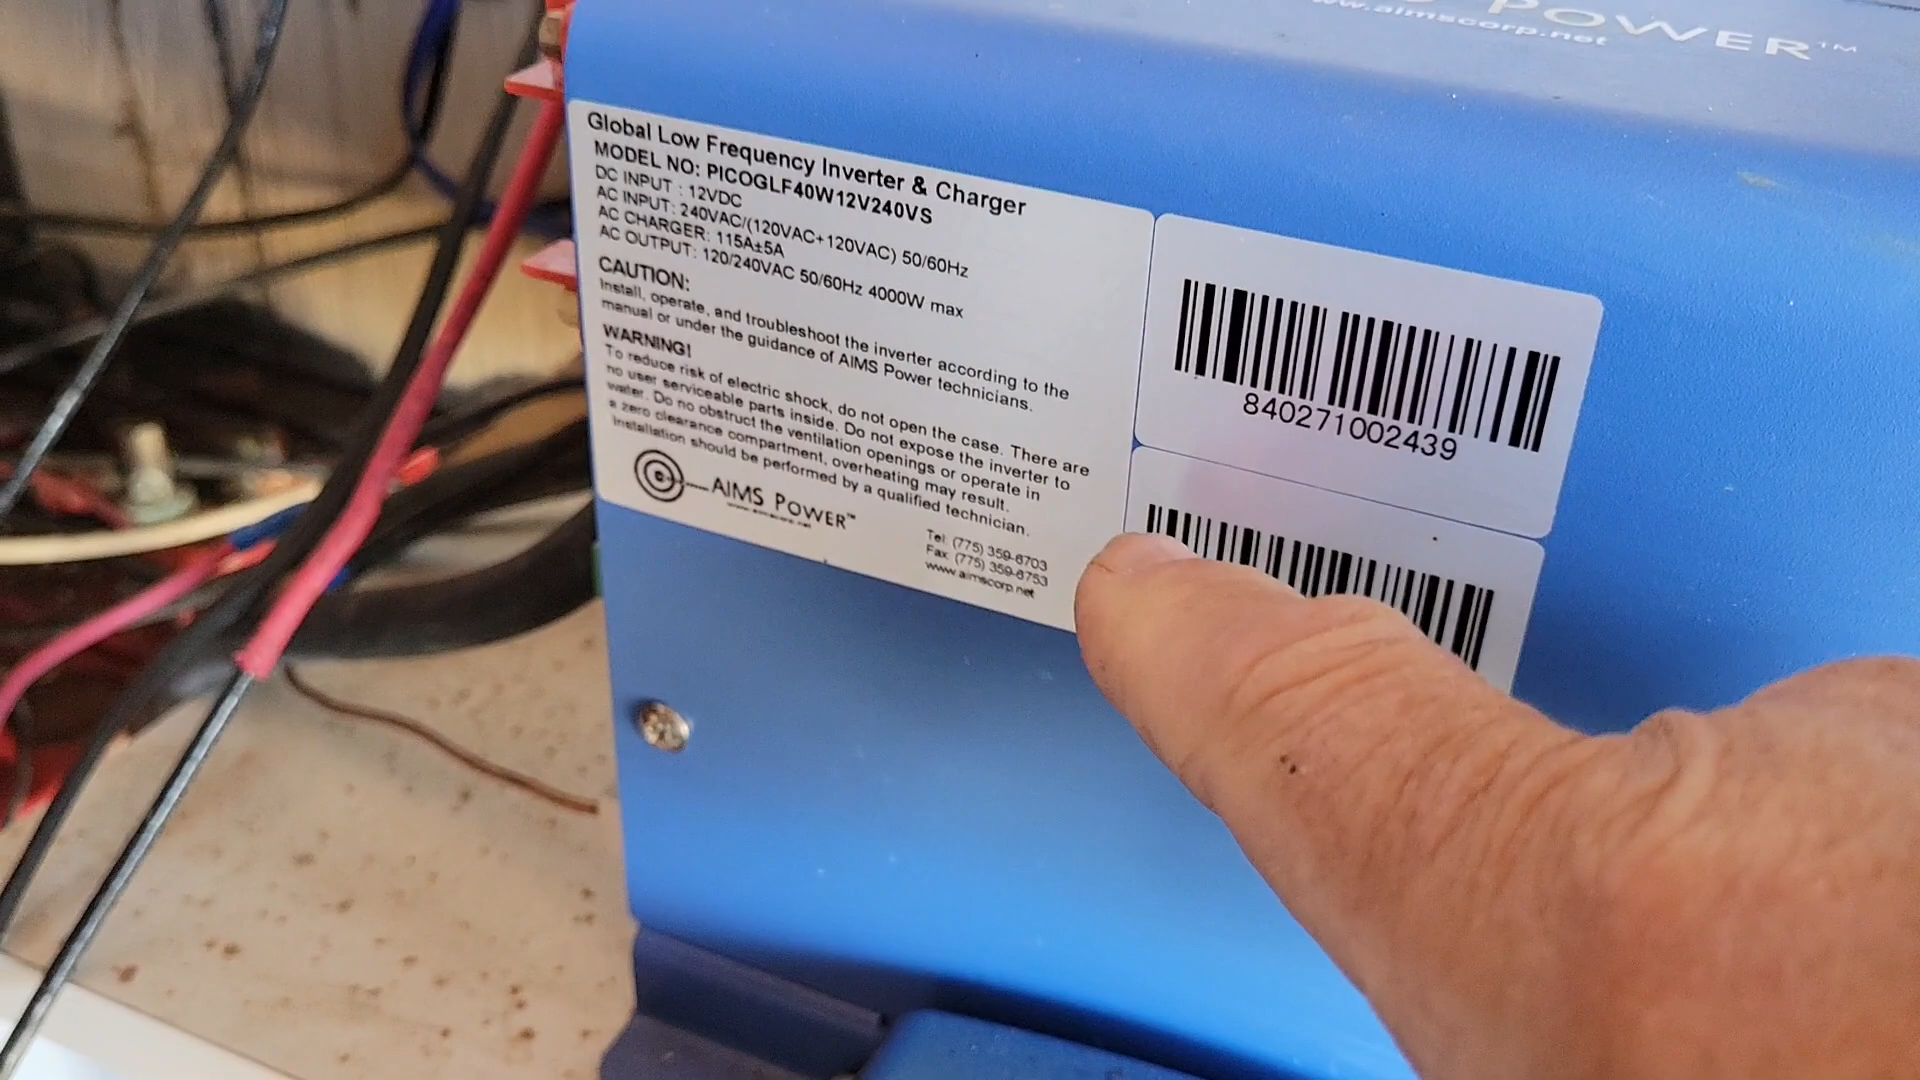 POWER™
www.aimscorp.net
Global Low Frequency Inverter & Charger
MODEL NO: PICOGLF40W12V240VS
DC INPUT : 12VDC
AC INPUT: 240VAC/(120VAC+120VAC) 50/60Hz
AC CHARGER: 115A±5A
AC OUTPUT: 120/240VAC 50/60Hz 4000W max
CAUTION:
Install, operate, and troubleshoot the inverter according to the
manual or under the guidance of AIMS Power technicians.
WARNING!
To reduce risk of electric shock, do not open the case. There are
no user serviceable parts inside. Do not expose the inverter to
water. Do no obstruct the ventilation openings or operate in
a zero clearance compartment, overheating may result.
Installation should be performed by a qualified technician.
AIMS POWER™
www.aimscorp.net
Tel: (775) 359-6703
Fax: (775) 359-6753
www.aimscorp.net
840271002439